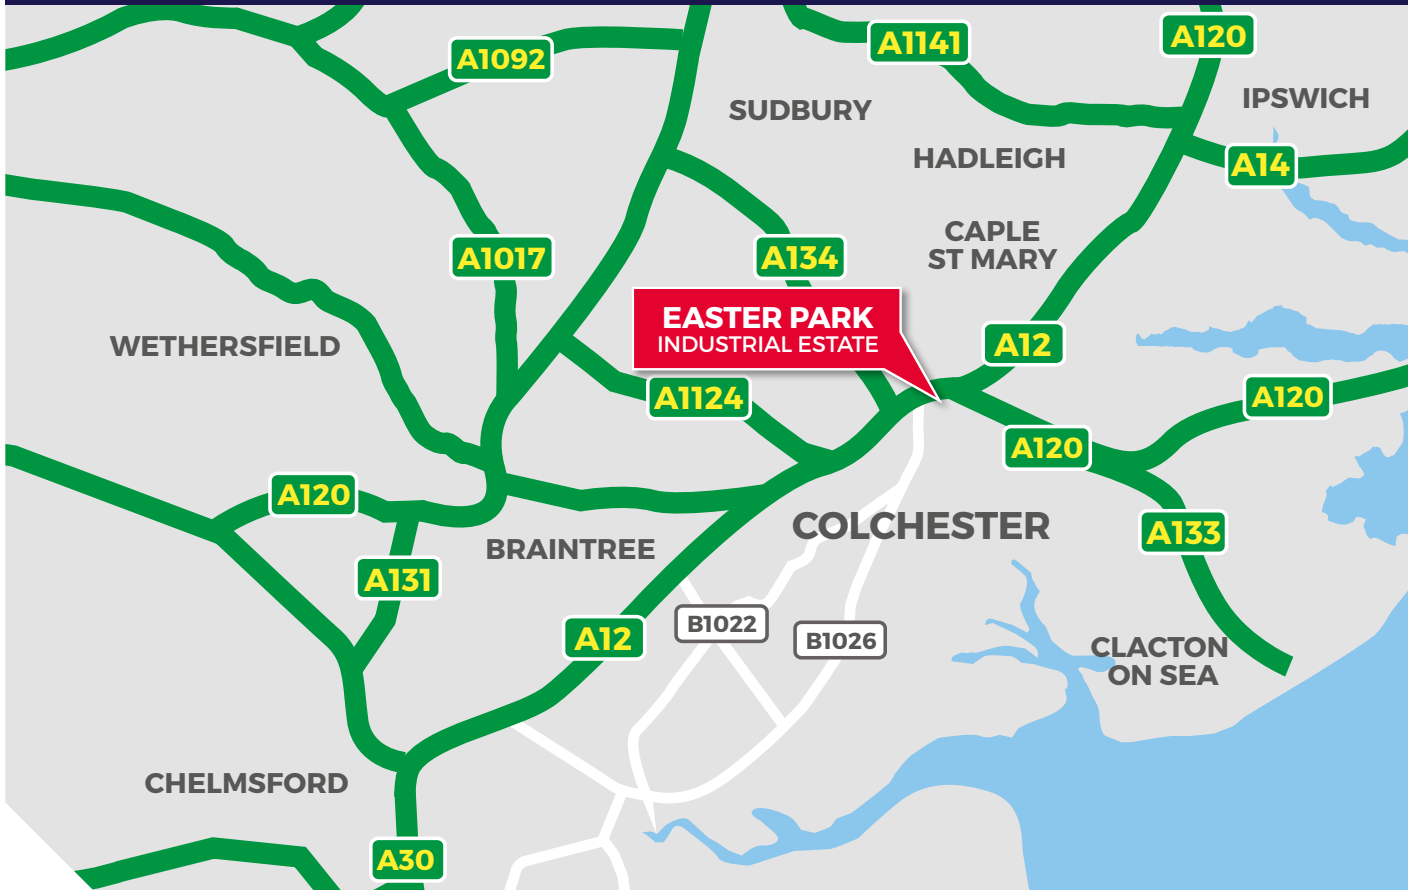 A1141
A120
A1092
IPSWICH
SUDBURY
HADLEIGH
A14
CAPLE
ST MARY
A1017
A134
EASTER PARK
INDUSTRIAL ESTATE
WETHERSFIELD
A12
A1124
A120
A120
A120
COLCHESTER
A133
BRAINTREE
A131
B1022
A12
B1026
CLACTON
ON SEA
CHELMSFORD
A30